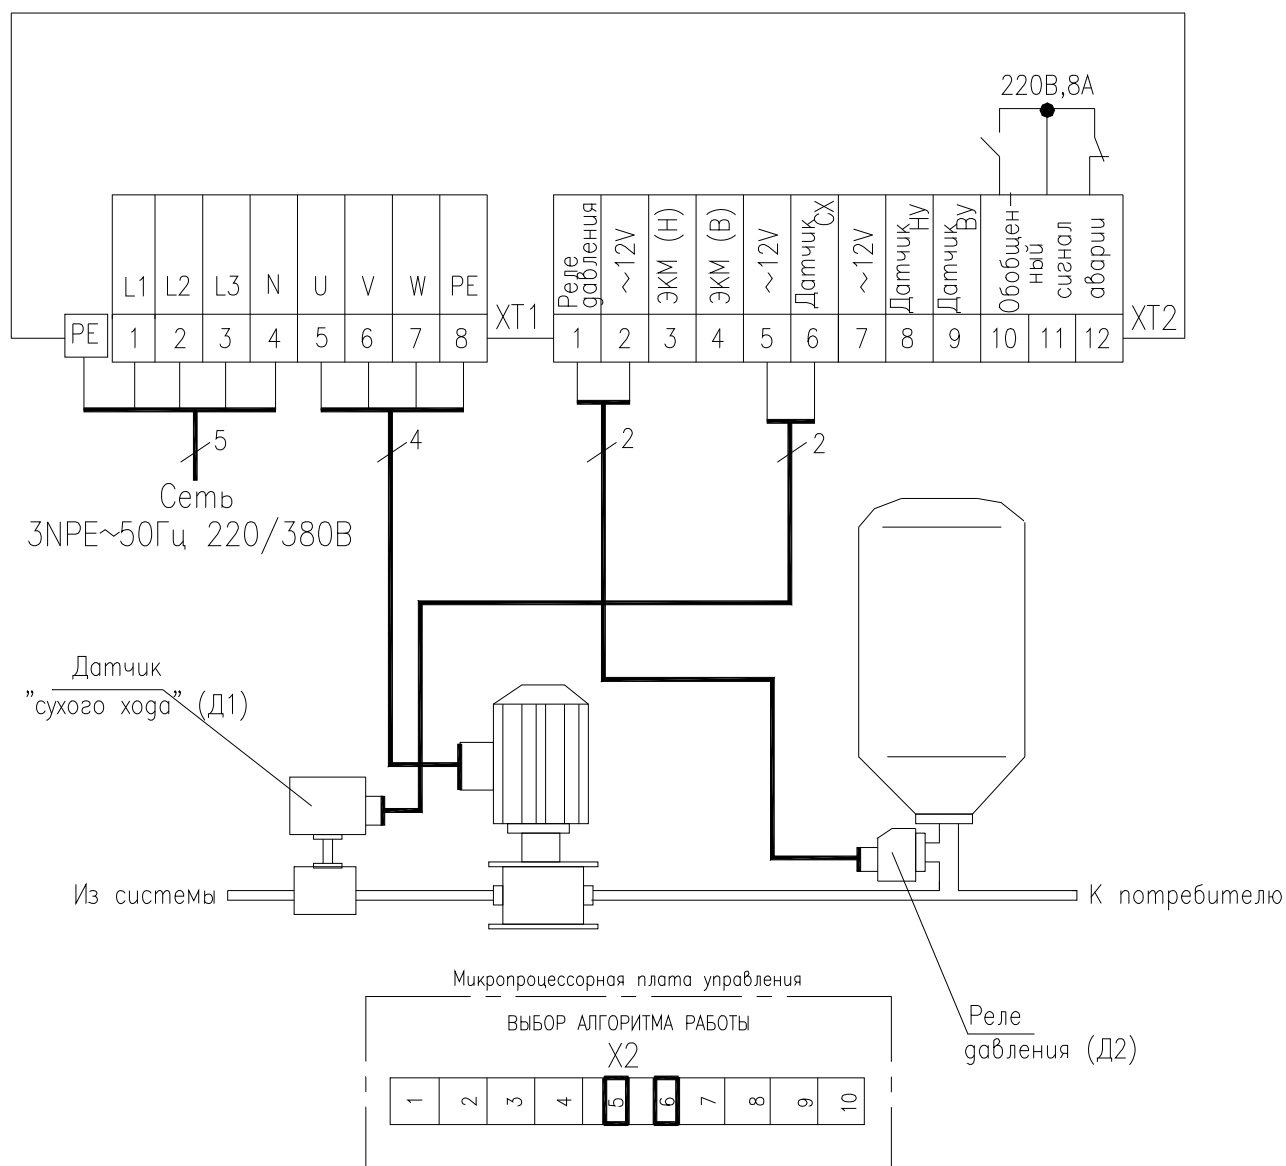 220В,8А
L1 L2 L3 N U V W PE
Реле
давления
~12V
ЭКМ (Н)
ЭКМ (В)
~12V
Датчик
СХ
~12V
Датчик
НУ
Датчик
ВУ
Обобщен-
ный
сигнал
аварии
PE 1 2 3 4 5 6 7 8 XT1
1 2 3 4 5 6 7 8 9 10 11 12 XT2
5
4
2
2
Сеть
3NPE~50Гц 220/380В
Датчик
"сухого хода" (Д1)
Из системы
К потребителю
Реле
давления (Д2)
Микропроцессорная плата управления
ВЫБОР АЛГОРИТМА РАБОТЫ
X2
1 2 3 4 5 6 7 8 9 10